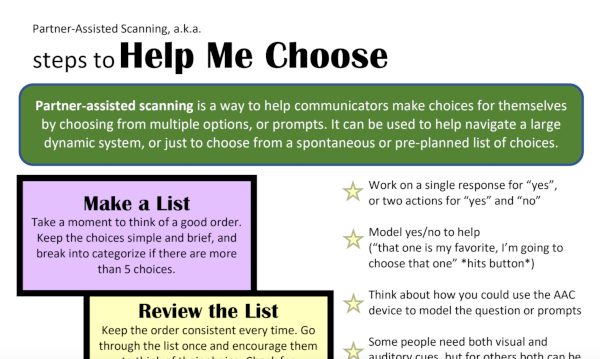 Partner-Assisted Scanning, a.k.a.
steps to Help Me Choose
Partner-assisted scanning is a way to help communicators make choices for themselves
by choosing from multiple options, or prompts. It can be used to help navigate a large
dynamic system, or just to choose from a spontaneous or pre-planned list of choices.
Make a List
Take a moment to think of a good order.
Keep the choices simple and brief, and
break into categorize if there are more
than 5 choices.
Review the List
Keep the order consistent every time. Go
through the list once and encourage them
to think of their choice. Check for
Work on a single response for “yes”,
or two actions for “yes” and “no”
Model yes/no to help
(“that one is my favorite, I’m going to
choose that one” *hits button*)
Think about how you could use the AAC
device to model the question or prompts
Some people need both visual and
auditory cues, but for others both can be